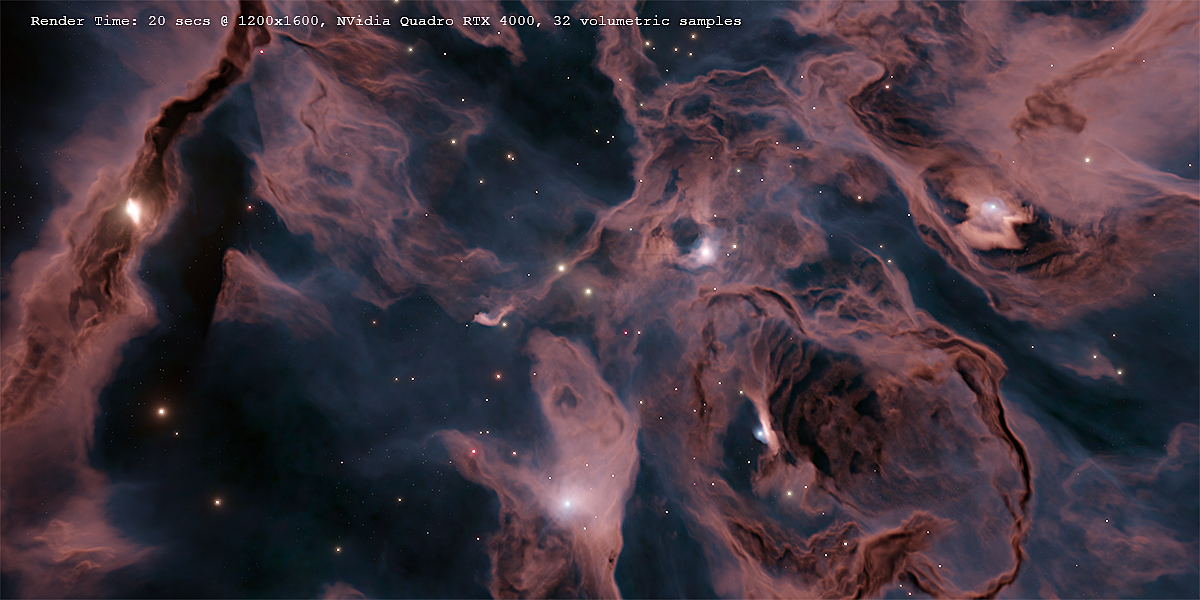 Render Time: 20 secs @ 1200x1600, NVidia Quadro RTX 4000, 32 volumetric samples